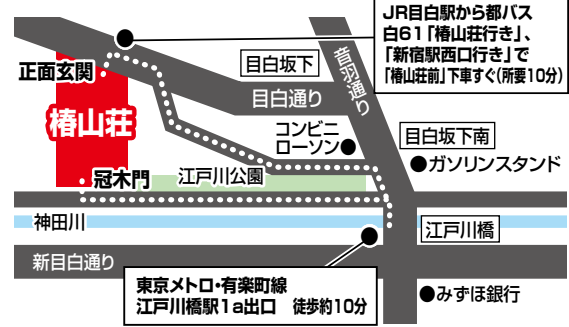 JR目白駅から都バス
白61「椿山荘行き」、
「新宿駅西口行き」で
「椿山荘前」下車すぐ(所要10分)
正面玄関
目白坂下
音羽通り
目白通り
椿山荘
コンビニ
ローソン
目白坂下南
ガソリンスタンド
冠木門
江戸川公園
神田川
江戸川橋
新目白通り
東京メトロ・有楽町線
江戸川橋駅1a出口 徒歩約10分
みずほ銀行